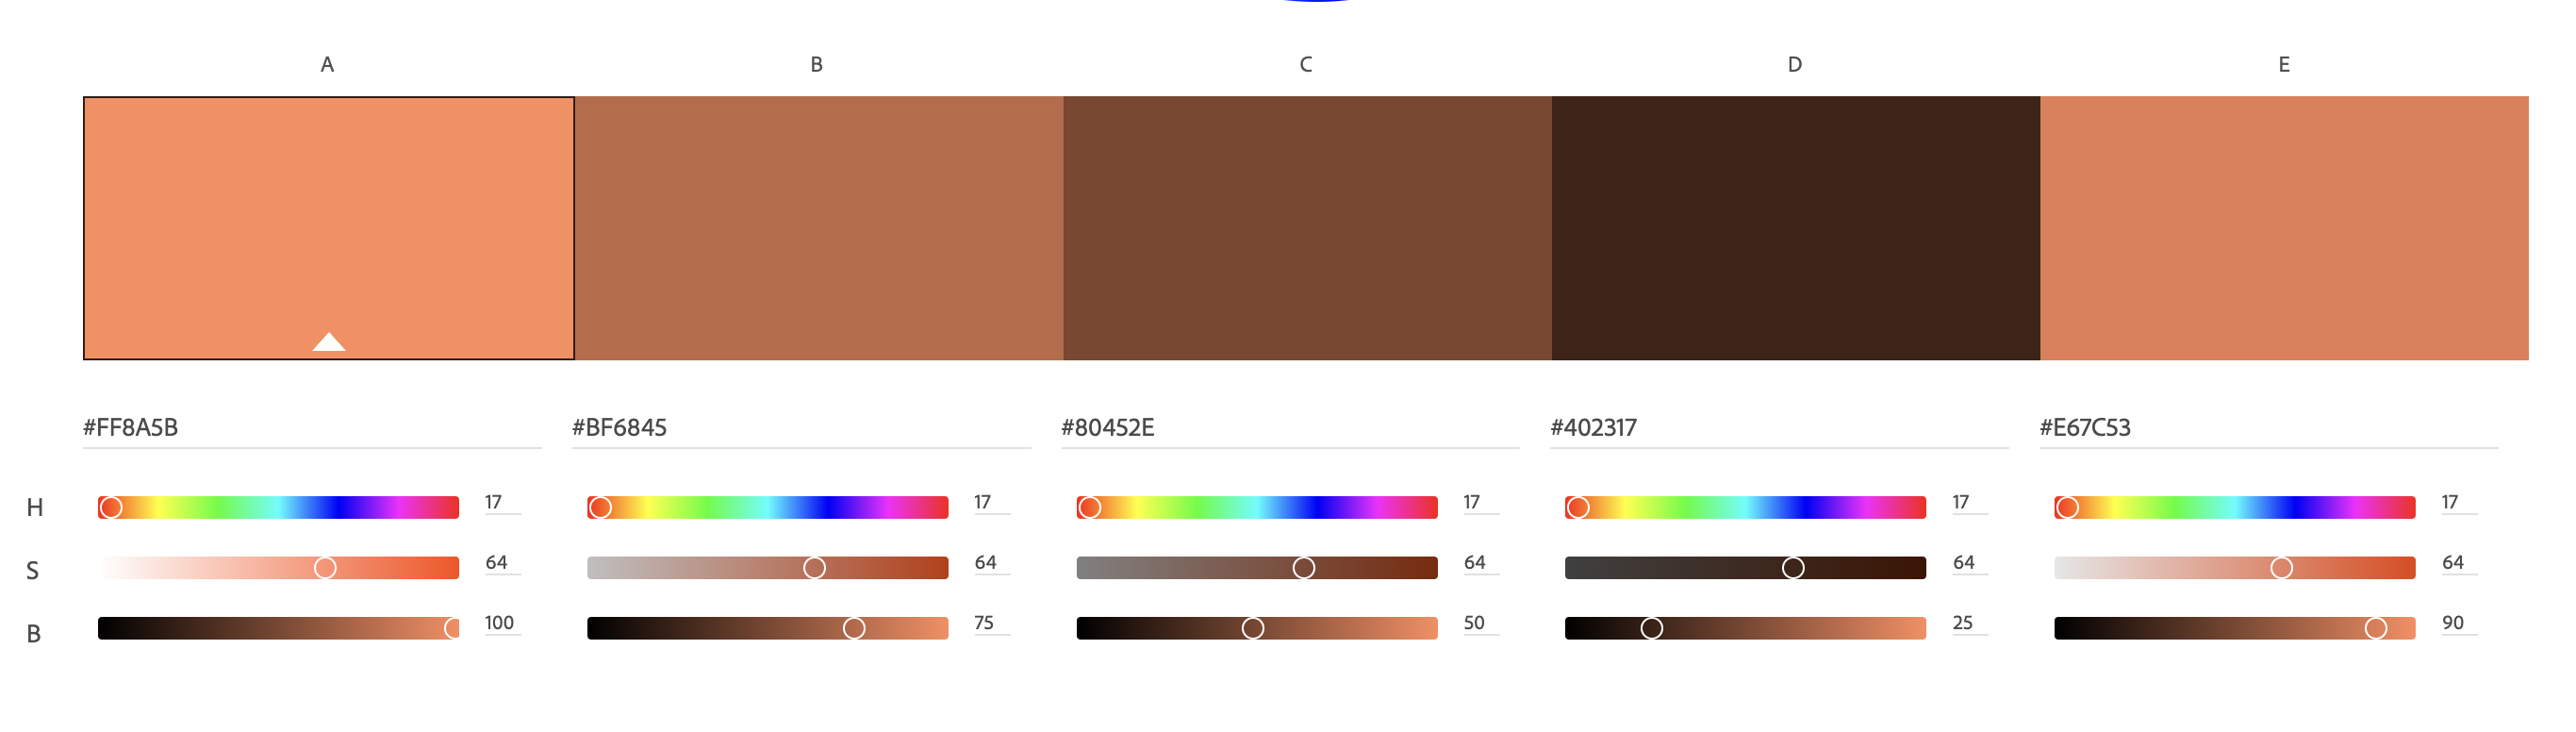 A B C D E
#FF8A5B #BF6845 #80452E #402317 #E67C53
H 17 17 17 17 17
S 64 64 64 64 64
B 100 75 50 25 90